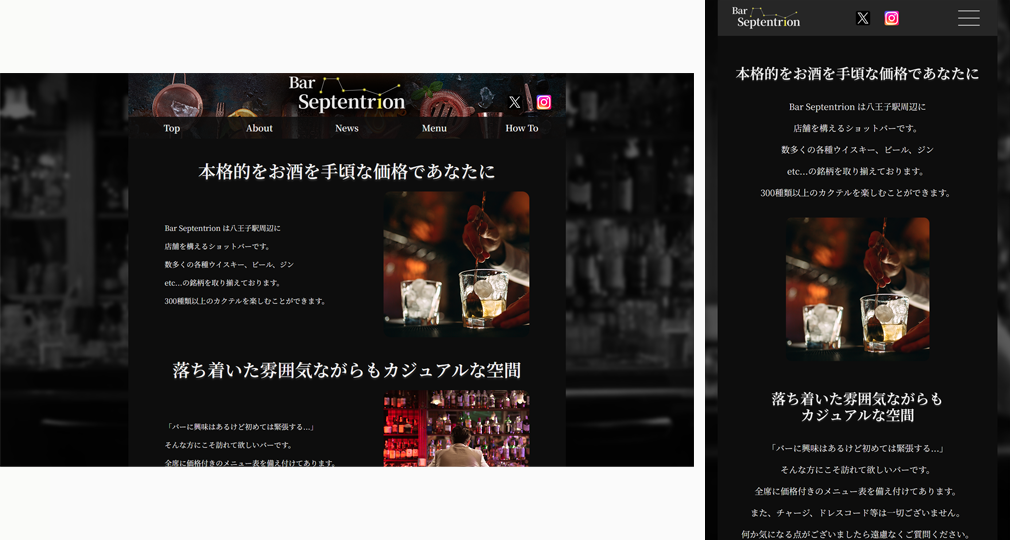 Bar
Septentrion
Top
About
News
Menu
How To
本格的をお酒を手頃な価格であなたに
Bar Septentrion は八王子駅周辺に
店舗を構えるショットバーです。
数多くの各種ウイスキー、ビール、ジン
etc...の銘柄を取り揃えております。
300種類以上のカクテルを楽しむことができます。
落ち着いた雰囲気ながらもカジュアルな空間
「バーに興味はあるけど初めては緊張する...」
そんな方にこそ訪れて欲しいバーです。
全席に価格付きのメニュー表を備え付けてあります。
Bar
Septentrion
本格的をお酒を手頃な価格であなたに
Bar Septentrion は八王子駅周辺に
店舗を構えるショットバーです。
数多くの各種ウイスキー、ビール、ジン
etc...の銘柄を取り揃えております。
300種類以上のカクテルを楽しむことができます。
落ち着いた雰囲気ながらも
カジュアルな空間
「バーに興味はあるけど初めては緊張する...」
そんな方にこそ訪れて欲しいバーです。
全席に価格付きのメニュー表を備え付けてあります。
また、チャージ、ドレスコード等は一切ございません。
何か気になる点がございましたら遠慮なくご質問ください。